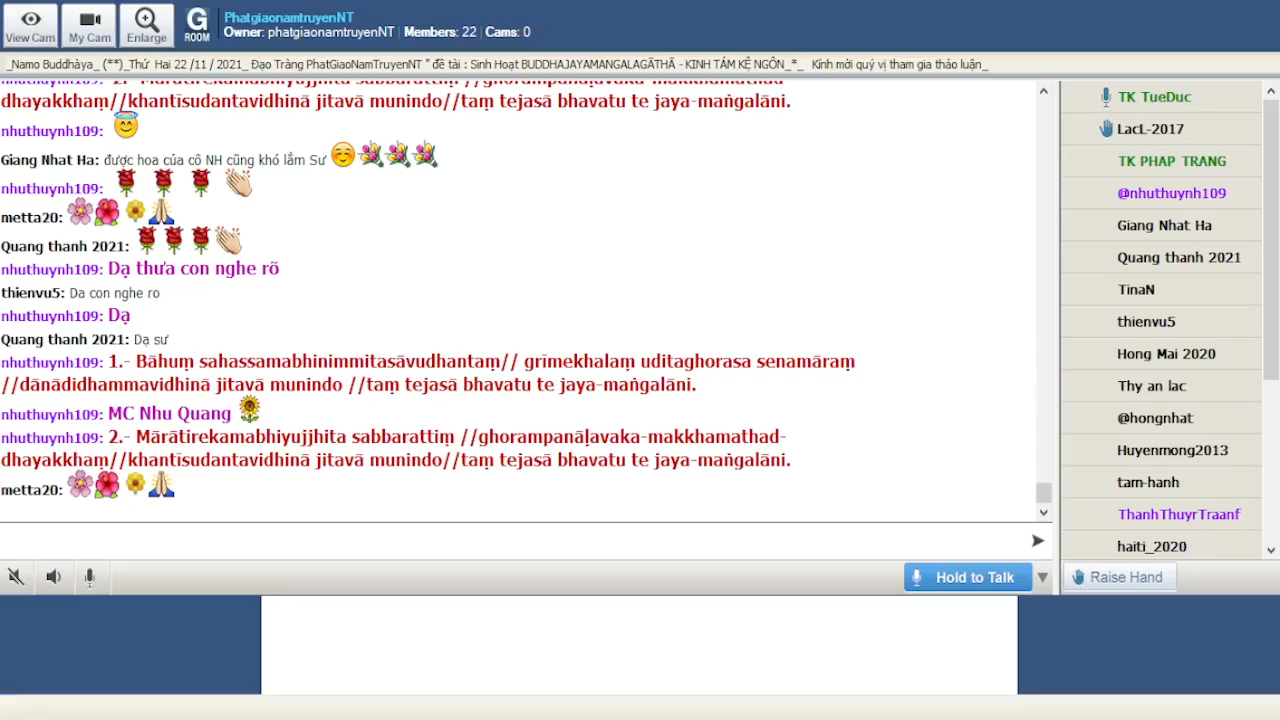 View Cam
My Cam
Enlarge
G
ROOM
PhatgiaonamtruyenNT
Owner: phatgiaonamtruyenNT | Members: 22 | Cams: 0
_Namo Buddhàya_ (**)_Thứ Hai 22 /11 / 2021_ Đạo Tràng PhatGiaoNamTruyenNT " đề tài : Sinh Hoạt BUDDHAJAYAMANGALAGĀTHĀ - KINH TÁM KỆ NGÔN_*_ Kính mời quý vị tham gia thảo luận_
nhuthuynh109: 2.- Mārātirekamabhiyujjhita sabbarattiṃ //ghorampanāḷavaka-makkhamathad-
dhayakkhaṃ//khantīsudantavidhinā jitavā munindo//taṃ tejasā bhavatu te jaya-maṅgalāni.
nhuthuynh109:
Giang Nhat Ha: được hoa của cô NH cũng khó lắm Sư
nhuthuynh109:
metta20:
Quang thanh 2021:
nhuthuynh109: Dạ thưa con nghe rõ
thienvu5: Da con nghe ro
nhuthuynh109: Dạ
Quang thanh 2021: Dạ sư
nhuthuynh109: 1.- Bāhuṃ sahassamabhinimmitasāvudhantaṃ// grīmekhalaṃ uditaghorasa senamāraṃ
//dānādidhammavidhinā jitavā munindo //taṃ tejasā bhavatu te jaya-maṅgalāni.
nhuthuynh109: MC Nhu Quang
nhuthuynh109: 2.- Mārātirekamabhiyujjhita sabbarattiṃ //ghorampanāḷavaka-makkhamathad-
dhayakkhaṃ//khantīsudantavidhinā jitavā munindo//taṃ tejasā bhavatu te jaya-maṅgalāni.
metta20:
Hold to Talk
TK TueDuc
LacL-2017
TK PHAP TRANG
@nhuthuynh109
Giang Nhat Ha
Quang thanh 2021
TinaN
thienvu5
Hong Mai 2020
Thy an lac
@hongnhat
Huyenmong2013
tam-hanh
ThanhThuyrTraanf
haiti_2020
Raise Hand